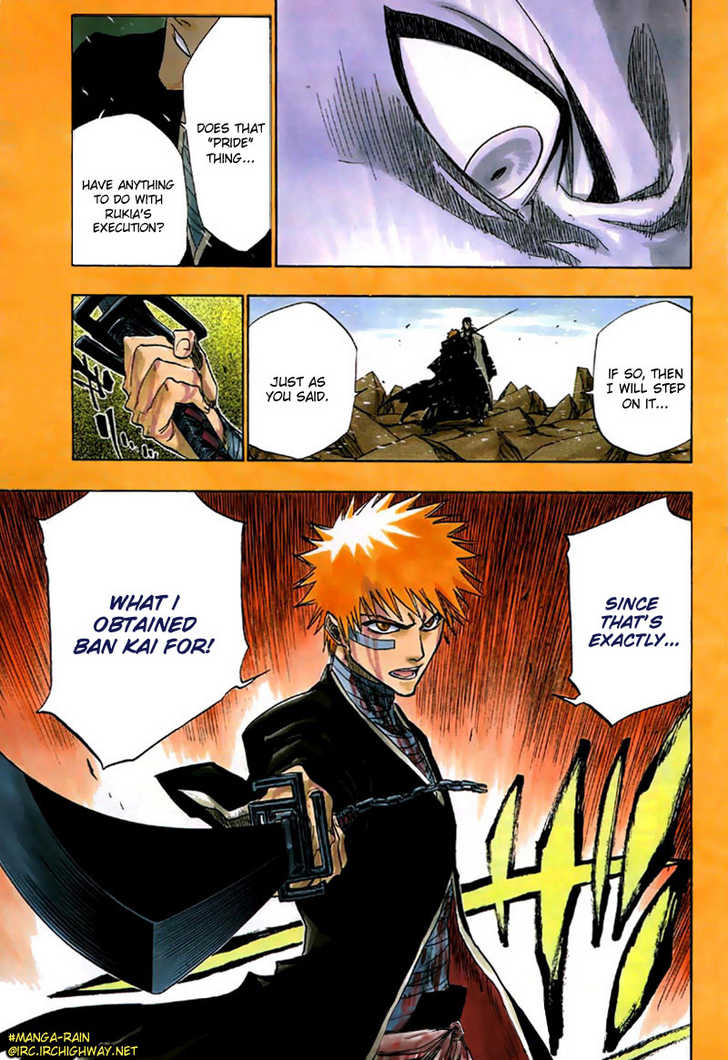 DOES THAT
"PRIDE"
THING...
HAVE ANYTHING
TO DO WITH
RUKIA'S
EXECUTION?
IF SO, THEN
I WILL STEP
ON IT...
JUST AS
YOU SAID.
SINCE
THAT'S
EXACTLY...
WHAT I
OBTAINED
BAN KAI FOR!
#MANGA-RAIN
@IRC.IRCHIGHWAY.NET